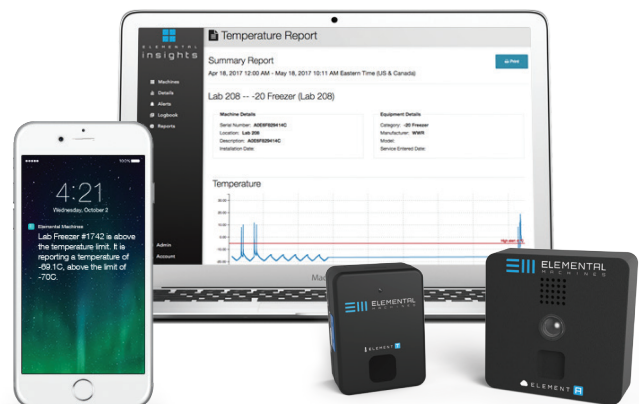 ELEMENTAL
insights
Machines
Details
Alerts
Logbook
Reports
Admin
Account
Temperature Report
Summary Report
Print
Apr 18, 2017 12:00 AM - May 18, 2017 10:11 AM Eastern Time (US & Canada)
Lab 208 -- -20 Freezer (Lab 208)
Machine Details
Serial Number: A0E6F829414C
Location: Lab 208
Description: A0E6F829414C
Installation Date:
Equipment Details
Category: -20 Freezer
Manufacturer: VWR
Model:
Service Entered Date:
Temperature
100%
4:21
Wednesday, October 2
Elemental Machines
Lab Freezer #1742 is above
the temperature limit. It is
reporting a temperature of
-69.1C, above the limit of
-70C.
ELEMENTAL
MACHINES
ELEMENT T
ELEMENTAL
MACHINES
ELEMENT A